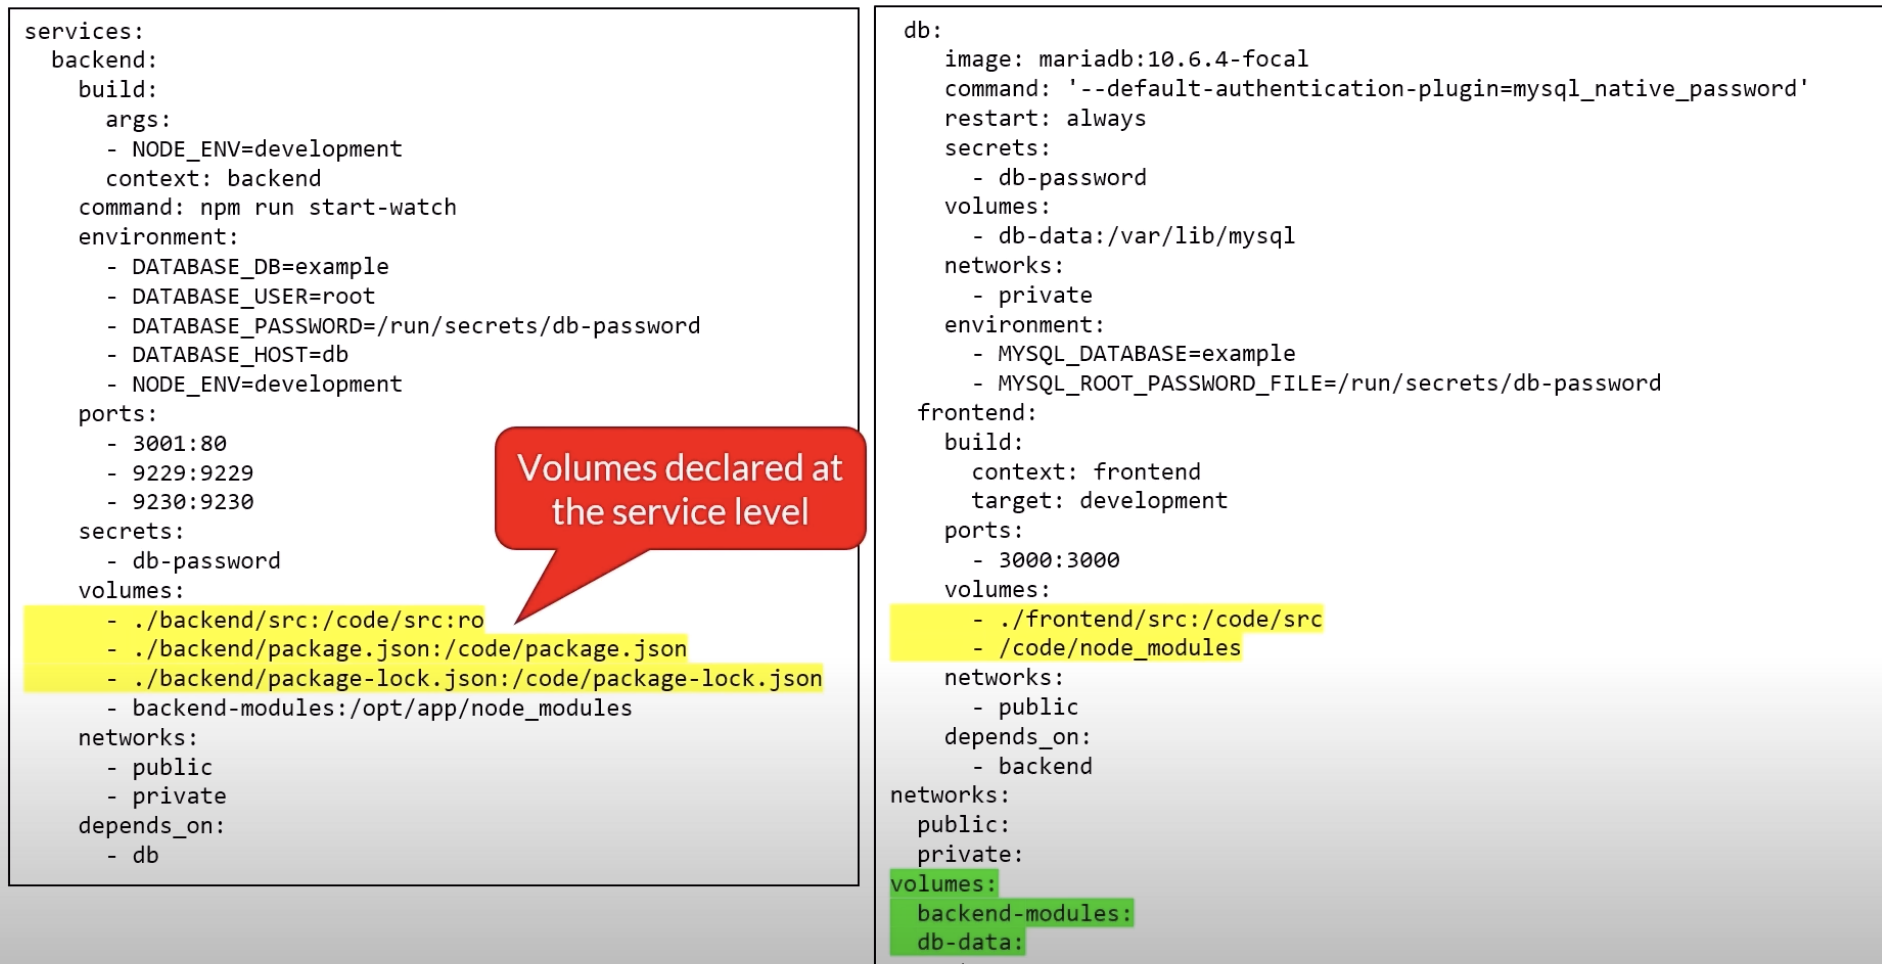 services:
  backend:
    build:
      args:
      - NODE_ENV=development
      context: backend
    command: npm run start-watch
    environment:
      - DATABASE_DB=example
      - DATABASE_USER=root
      - DATABASE_PASSWORD=/run/secrets/db-password
      - DATABASE_HOST=db
      - NODE_ENV=development
    ports:
      - 3001:80
      - 9229:9229
      - 9230:9230
    secrets:
      - db-password
    volumes:
      - ./backend/src:/code/src:ro
      - ./backend/package.json:/code/package.json
      - ./backend/package-lock.json:/code/package-lock.json
      - backend-modules:/opt/app/node_modules
    networks:
      - public
      - private
    depends_on:
      - db
Volumes declared at
the service level
 db:
    image: mariadb:10.6.4-focal
    command: '--default-authentication-plugin=mysql_native_password'
    restart: always
    secrets:
      - db-password
    volumes:
      - db-data:/var/lib/mysql
    networks:
      - private
    environment:
      - MYSQL_DATABASE=example
      - MYSQL_ROOT_PASSWORD_FILE=/run/secrets/db-password
  frontend:
    build:
      context: frontend
      target: development
    ports:
      - 3000:3000
    volumes:
      - ./frontend/src:/code/src
      - /code/node_modules
    networks:
      - public
    depends_on:
      - backend
networks:
  public:
  private:
volumes:
  backend-modules:
  db-data: